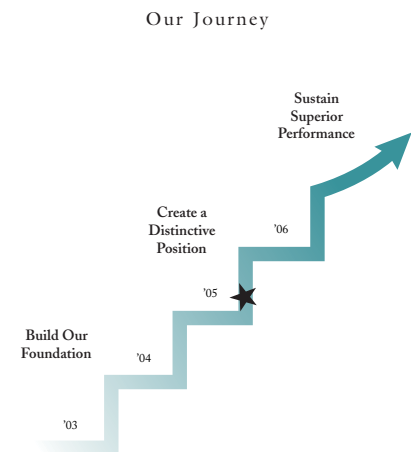 Our Journey
Sustain
Superior
Performance
Create a
Distinctive
Position
’06
’05
Build Our
Foundation
’04
’03